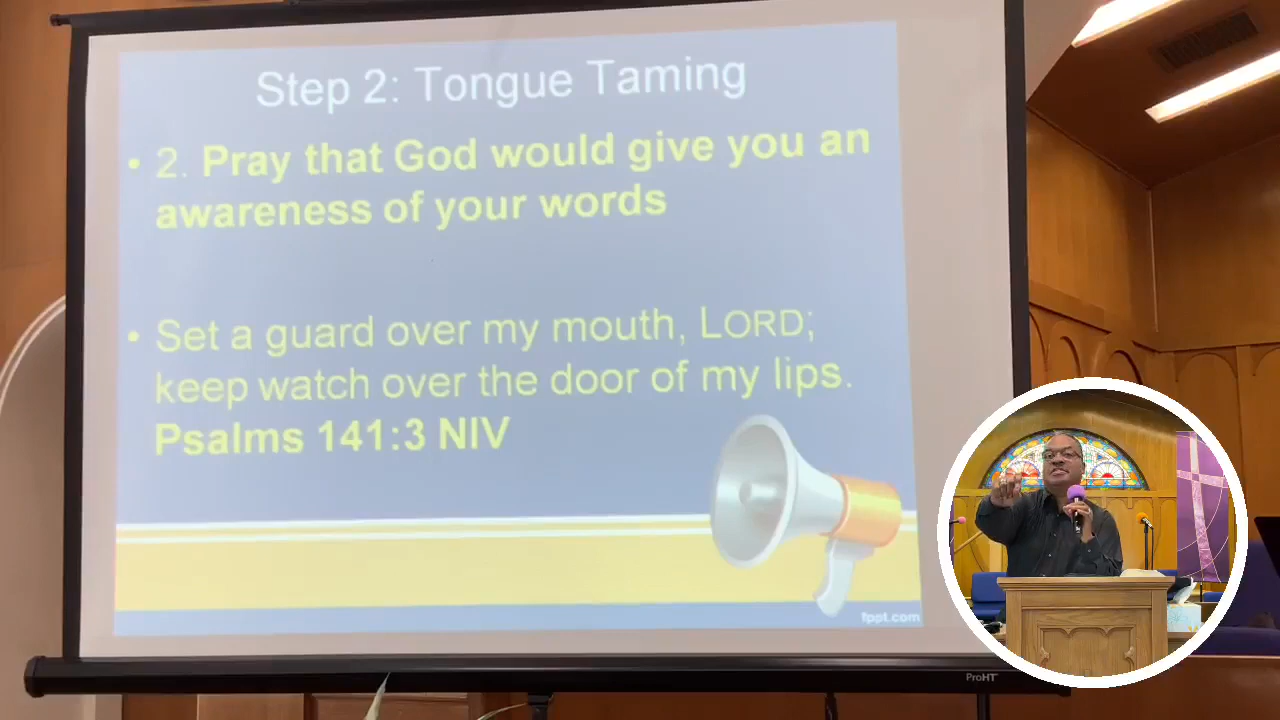 Step 2: Tongue Taming
• 2. Pray that God would give you an
awareness of your words
• Set a guard over my mouth, LORD;
keep watch over the door of my lips.
Psalms 141:3 NIV
fppt.com
ProHT